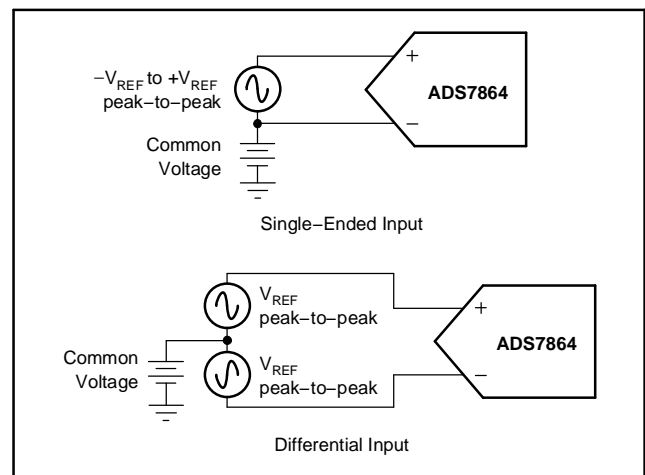 −VREF to +VREF
peak−to−peak
+
ADS7864
−
Common
Voltage
Single−Ended Input
VREF
peak−to−peak
+
ADS7864
Common
Voltage
VREF
peak−to−peak
−
Differential Input